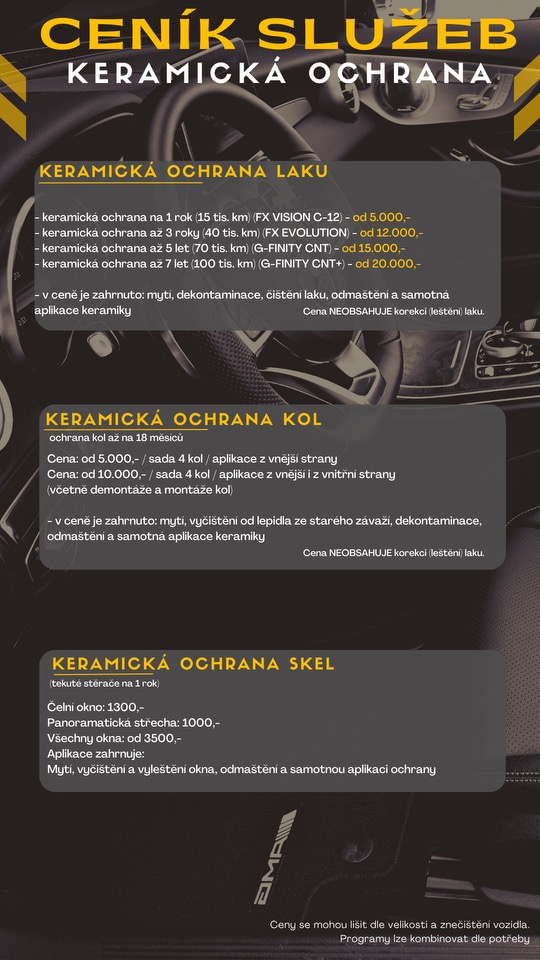 CENÍK SLUŽEB
KERAMICKÁ OCHRANA
KERAMICKÁ OCHRANA LAKU
- keramická ochrana na 1 rok (15 tis. km) (FX VISION C-12) - od 5.000,-
- keramická ochrana až 3 roky (40 tis. km) (FX EVOLUTION) - od 12.000,-
- keramická ochrana až 5 let (70 tis. km) (G-FINITY CNT) - od 15.000,-
- keramická ochrana až 7 let (100 tis. km) (G-FINITY CNT+) - od 20.000,-
- v ceně je zahrnuto: mytí, dekontaminace, čištění laku, odmaštění a samotná
aplikace keramiky
Cena NEOBSAHUJE korekci (leštění) laku.
KERAMICKÁ OCHRANA KOL
ochrana kol až na 18 měsíců
Cena: od 5.000,- / sada 4 kol / aplikace z vnější strany
Cena: od 10.000,- / sada 4 kol / aplikace z vnější i z vnitřní strany
(včetně demontáže a montáže kol)
- v ceně je zahrnuto: mytí, vyčištění od lepidla ze starého závaží, dekontaminace,
odmaštění a samotná aplikace keramiky
Cena NEOBSAHUJE korekci (leštění) laku.
KERAMICKÁ OCHRANA SKEL
(tekuté stěrače na 1 rok)
Čelní okno: 1300,-
Panoramatická střecha: 1000,-
Všechny okna: od 3500,-
Aplikace zahrnuje:
Mytí, vyčištění a vyleštění okna, odmaštění a samotnou aplikaci ochrany
AMG
Ceny se mohou lišit dle velikosti a znečištění vozidla.
Programy lze kombinovat dle potřeby